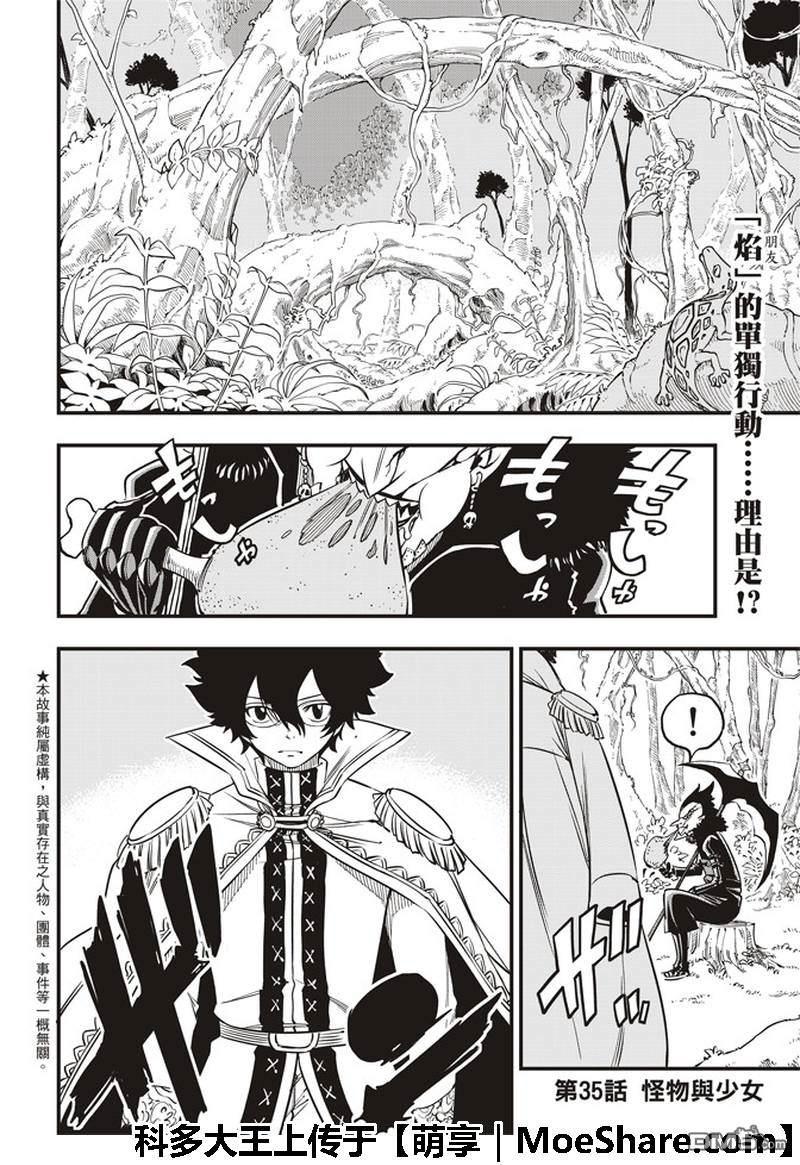 「焰」的單獨行動……理由是!?
朋友
もっ
もっ
もっしょ
！
ザッ
★本故事純屬虛構，與真實存在之人物、團體、事件等一概無關。
第35話 怪物與少女
科多大王上传于【萌享｜MoeShare.com】